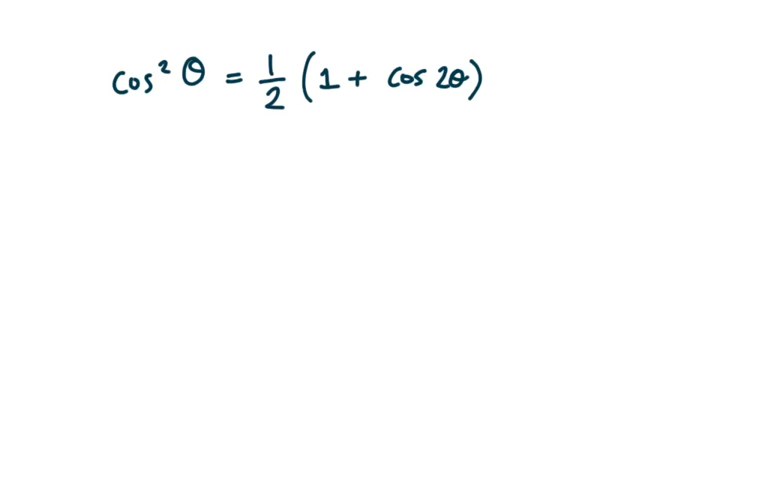 cos² θ = 1/2 (1 + cos 2θ)